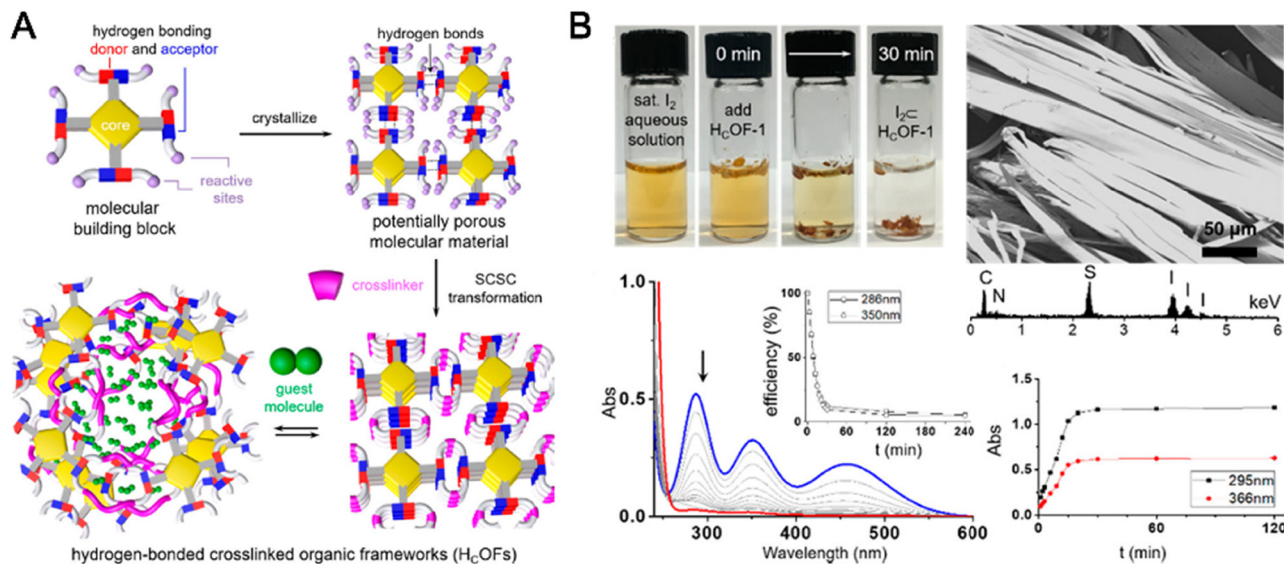 A
hydrogen bonding
donor and acceptor
core
reactive
sites
molecular
building block
crystallize
hydrogen bonds
potentially porous
molecular material
crosslinker
SCSC
transformation
guest
molecule
hydrogen-bonded crosslinked organic frameworks (HCOFs)
B
sat. I2
aqueous
solution
0 min
add
HCOF-1
30 min
I2⊂
HCOF-1
50 µm
C
N
S
I
I
I
keV
0 1 2 3 4 5 6
Abs
1.0
0.5
0.0
300 400 500 600
Wavelength (nm)
efficiency (%)
100
50
0
0 60 120 180 240
t (min)
286nm
350nm
Abs
1.5
1.0
0.5
0.0
0 60 120
t (min)
295nm
366nm